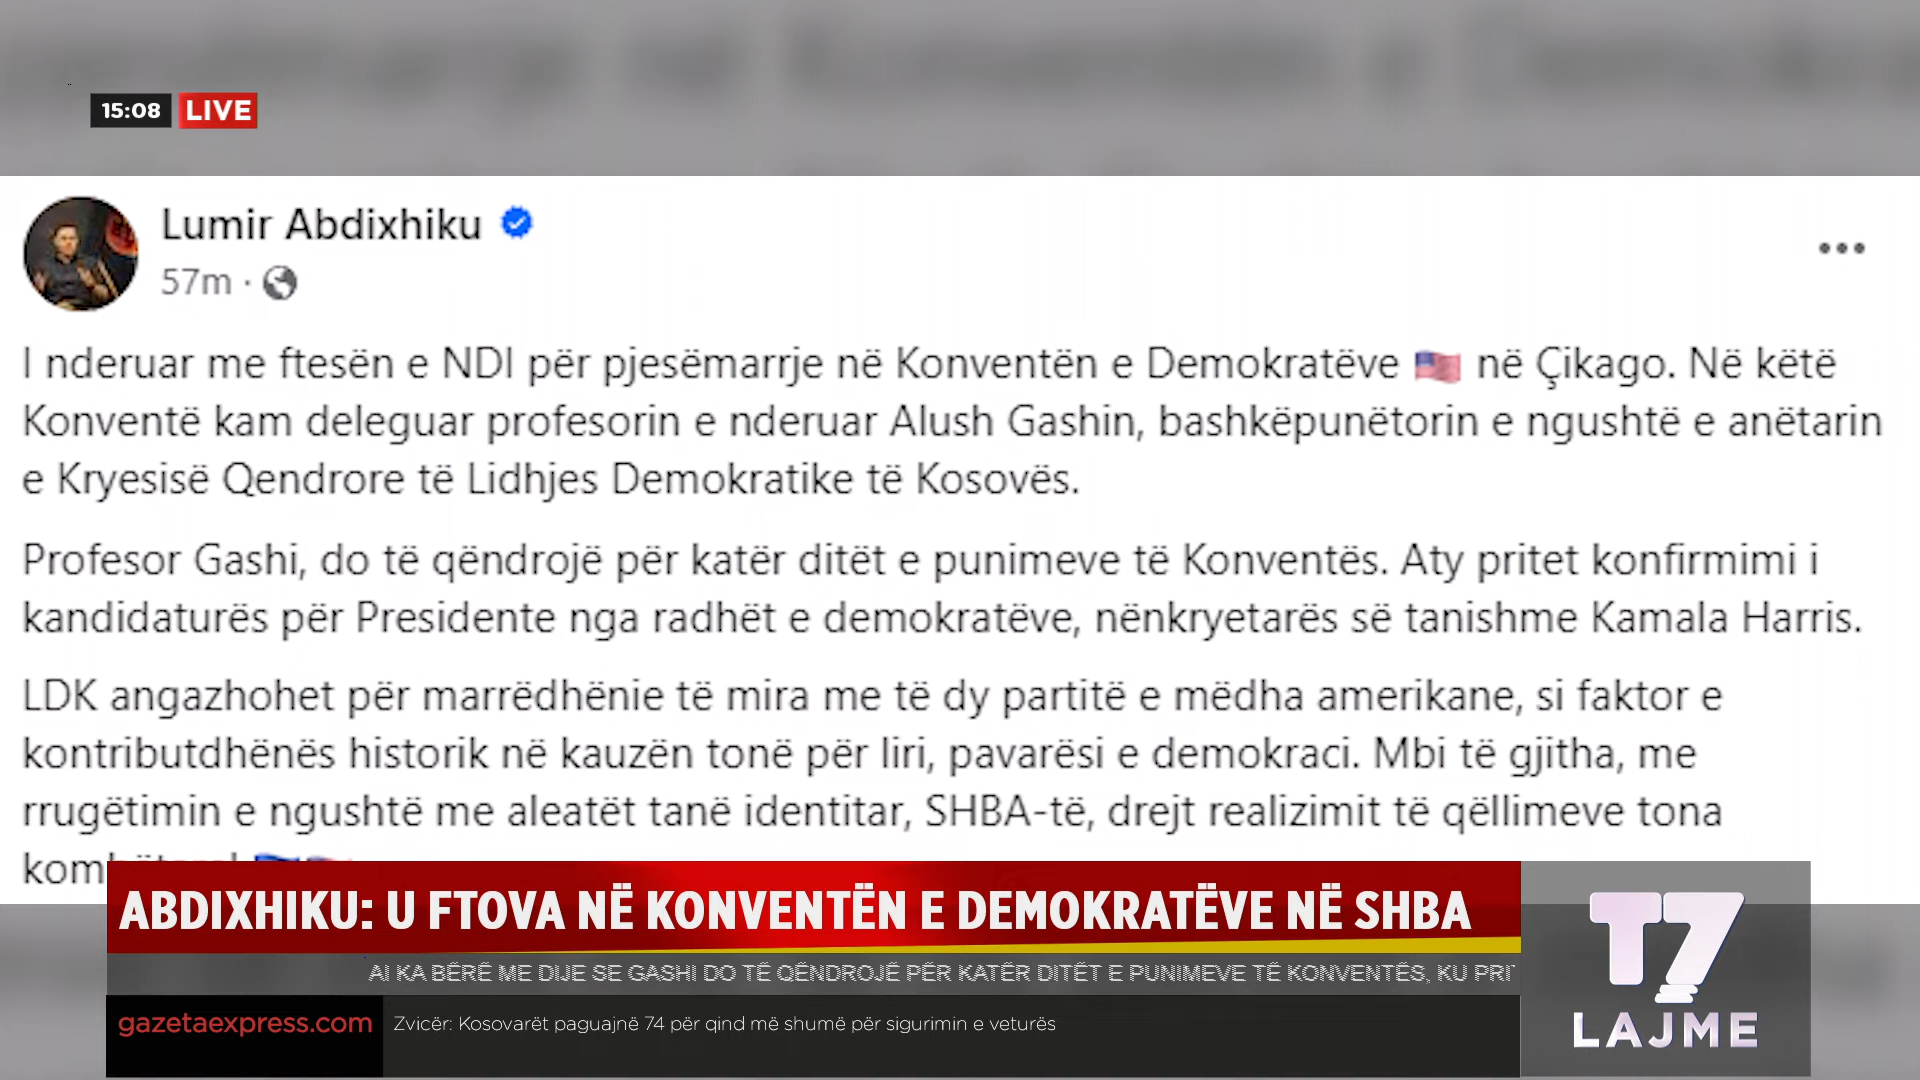 15:08 LIVE
Lumir Abdixhiku
57m ·
I nderuar me ftesën e NDI për pjesëmarrje në Konventën e Demokratëve 🇺🇸 në Çikago. Në këtë
Konventë kam deleguar profesorin e nderuar Alush Gashin, bashkëpunëtorin e ngushtë e anëtarin
e Kryesisë Qendrore të Lidhjes Demokratike të Kosovës.
Profesor Gashi, do të qëndrojë për katër ditët e punimeve të Konventës. Aty pritet konfirmimi i
kandidaturës për Presidente nga radhët e demokratëve, nënkryetarës së tanishme Kamala Harris.
LDK angazhohet për marrëdhënie të mira me të dy partitë e mëdha amerikane, si faktor e
kontributdhënës historik në kauzën tonë për liri, pavarësi e demokraci. Mbi të gjitha, me
rrugëtimin e ngushtë me aleatët tanë identitar, SHBA-të, drejt realizimit të qëllimeve tona
ABDIXHIKU: U FTOVA NË KONVENTËN E DEMOKRATËVE NË SHBA
AI KA BËRË ME DIJE SE GASHI DO TË QËNDROJË PËR KATËR DITËT E PUNIMEVE TË KONVENTËS, KU
gazetaexpress.com
Zvicër: Kosovarët paguajnë 74 për qind më shumë për sigurimin e veturës
T7
LAJME